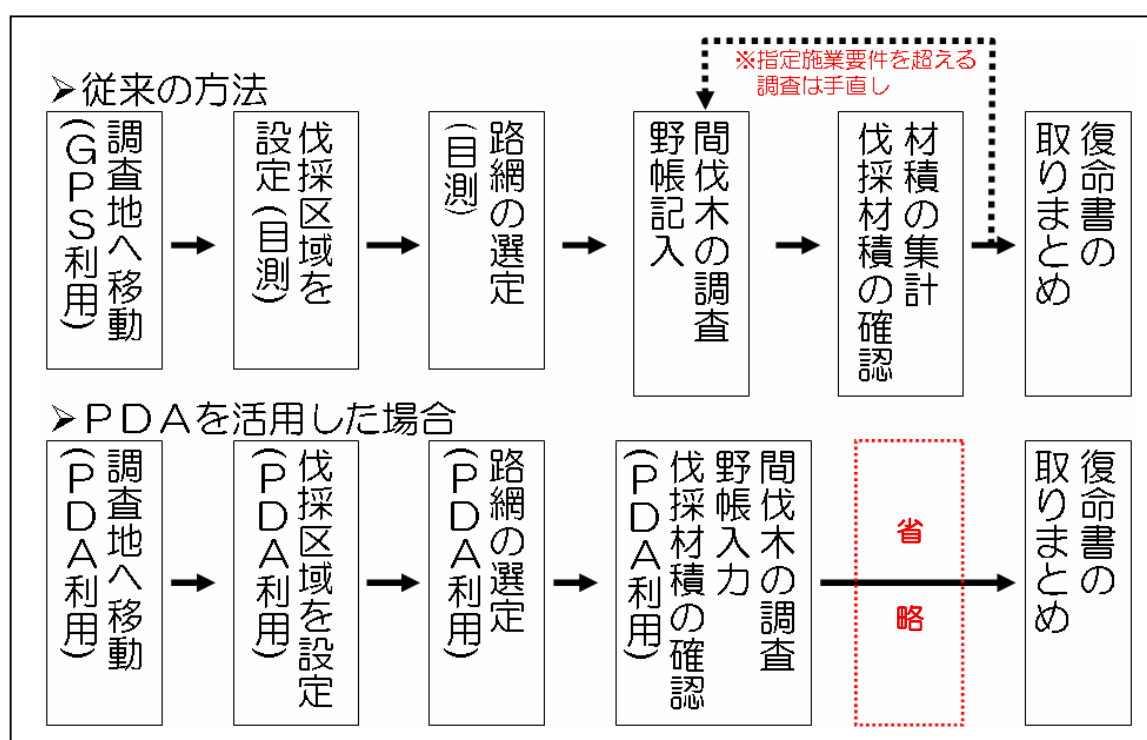 ➢従来の方法
※指定施業要件を超える
調査は手直し
調査地へ移動
(GPS利用)
伐採区域を
設定(目測)
路網の選定
(目測)
間伐木の調査
野帳記入
材積の集計
伐採材積の確認
復命書の
取りまとめ
➢PDAを活用した場合
調査地へ移動
(PDA利用)
伐採区域を設定
(PDA利用)
路網の選定
(PDA利用)
間伐木の調査
野帳入力
伐採材積の確認
(PDA利用)
省略
復命書の
取りまとめ